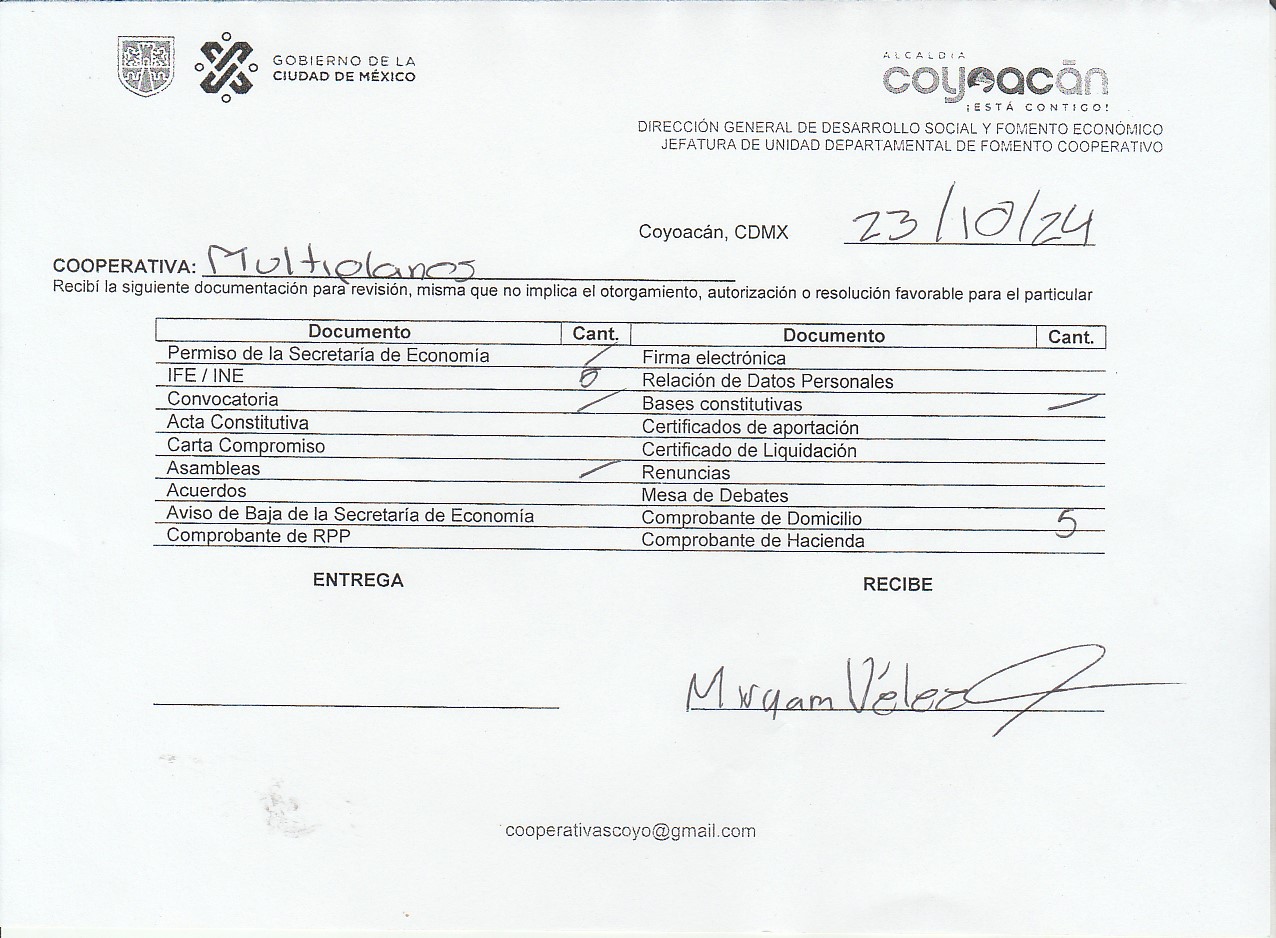 GOBIERNO DE LA
CIUDAD DE MÉXICO
ALCALDÍA
COYOACÁN
¡ESTÁ CONTIGO!
DIRECCIÓN GENERAL DE DESARROLLO SOCIAL Y FOMENTO ECONÓMICO
JEFATURA DE UNIDAD DEPARTAMENTAL DE FOMENTO COOPERATIVO
Coyoacán, CDMX 23/10/24
COOPERATIVA: Multiplanos
Recibí la siguiente documentación para revisión, misma que no implica el otorgamiento, autorización o resolución favorable para el particular
Documento Cant. Documento Cant.
Permiso de la Secretaría de Economía / Firma electrónica
IFE / INE 5 Relación de Datos Personales
Convocatoria / Bases constitutivas /
Acta Constitutiva Certificados de aportación
Carta Compromiso Certificado de Liquidación
Asambleas / Renuncias
Acuerdos Mesa de Debates
Aviso de Baja de la Secretaría de Economía Comprobante de Domicilio 5
Comprobante de RPP Comprobante de Hacienda
ENTREGA RECIBE
Miryam Vélez
cooperativascoyo@gmail.com